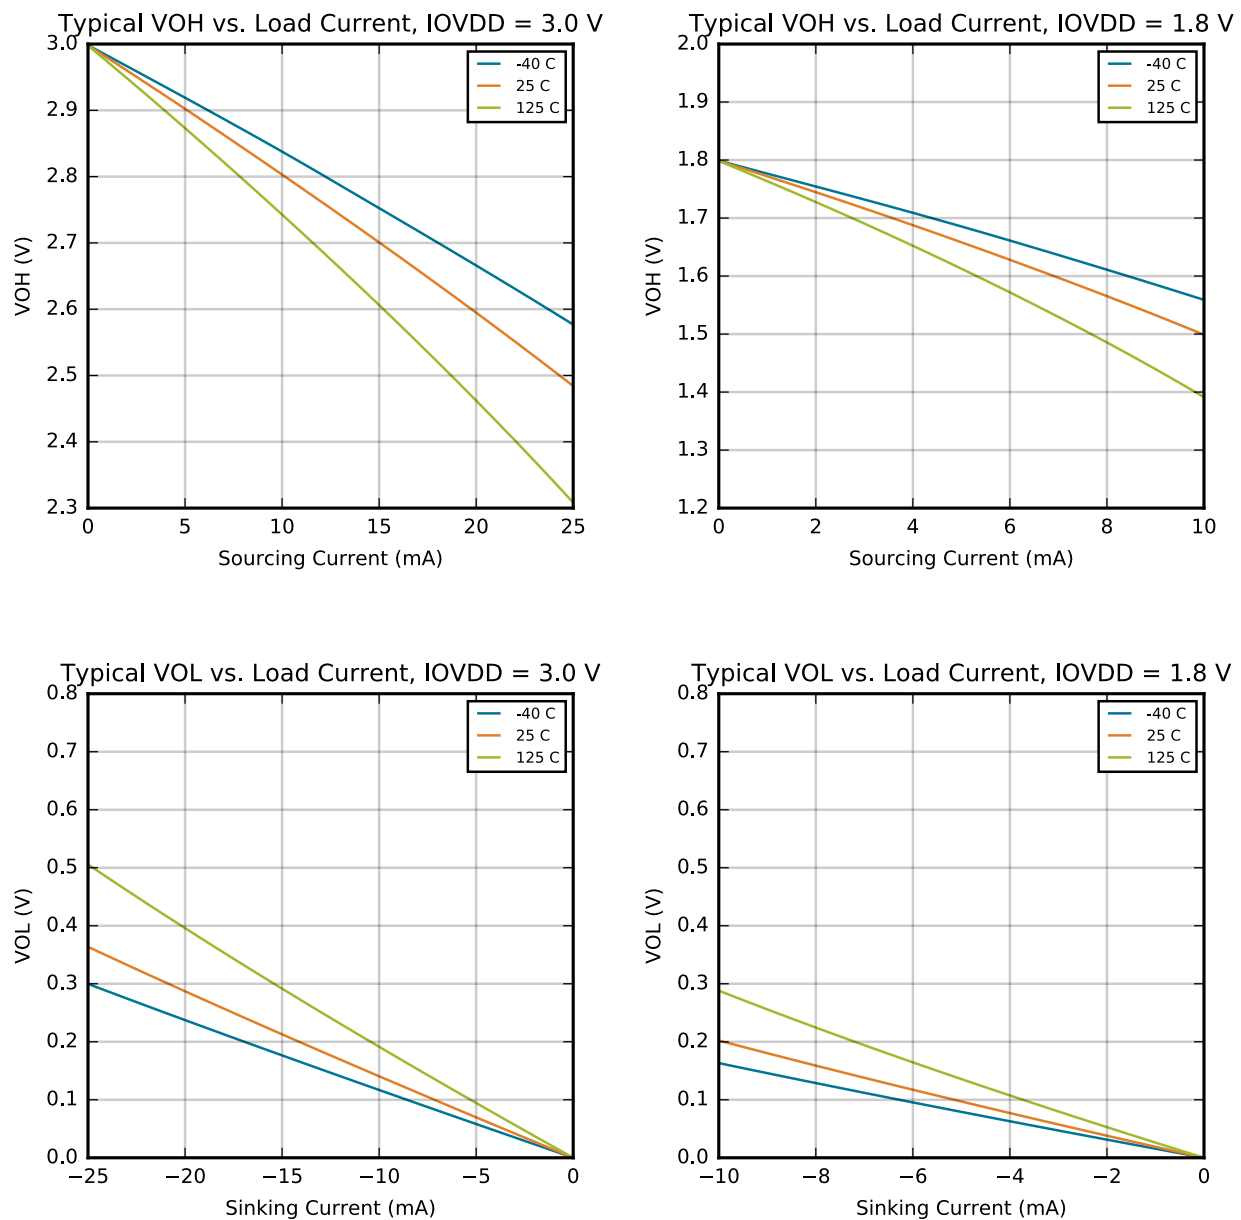 Typical VOH vs. Load Current, IOVDD = 3.0 V
3.0
2.9
2.8
2.7
2.6
2.5
2.4
2.3
VOH (V)
-40 C
25 C
125 C
0 5 10 15 20 25
Sourcing Current (mA)
Typical VOH vs. Load Current, IOVDD = 1.8 V
2.0
1.9
1.8
1.7
1.6
1.5
1.4
1.3
1.2
VOH (V)
-40 C
25 C
125 C
0 2 4 6 8 10
Sourcing Current (mA)
Typical VOL vs. Load Current, IOVDD = 3.0 V
0.8
0.7
0.6
0.5
0.4
0.3
0.2
0.1
0.0
VOL (V)
-40 C
25 C
125 C
−25 −20 −15 −10 −5 0
Sinking Current (mA)
Typical VOL vs. Load Current, IOVDD = 1.8 V
0.8
0.7
0.6
0.5
0.4
0.3
0.2
0.1
0.0
VOL (V)
-40 C
25 C
125 C
−10 −8 −6 −4 −2 0
Sinking Current (mA)